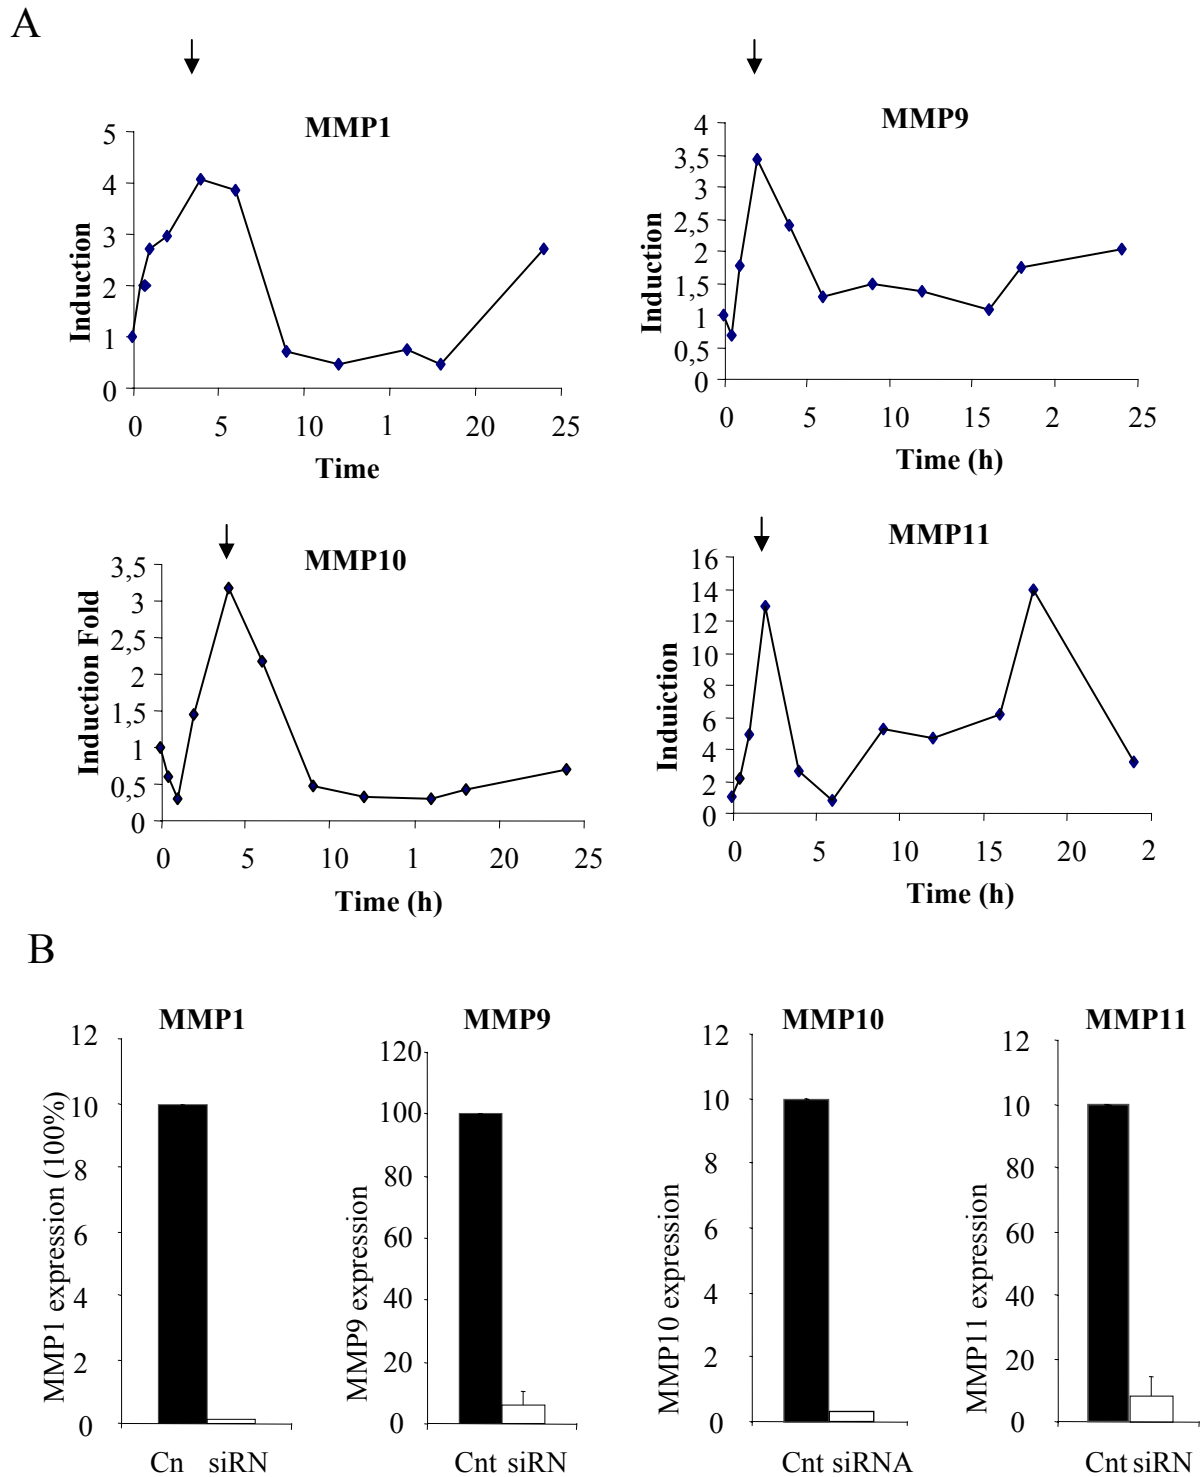 A
MMP1
Induction
5
4
3
2
1
0
0 5 10 1 20 25
Time
MMP9
Induction
4
3,5
3
2,5
2
1,5
1
0,5
0
0 5 10 15 2 25
Time (h)
MMP10
Induction Fold
3,5
3
2,5
2
1,5
1
0,5
0
0 5 10 1 20 25
Time (h)
MMP11
Induiction
16
14
12
10
8
6
4
2
0
0 5 10 15 20 2
Time (h)
B
MMP1
MMP1 expression (100%)
12
10
8
6
4
2
0
Cn siRN
MMP9
MMP9 expression
120
100
80
60
40
20
0
Cnt siRN
MMP10
MMP10 expression
12
10
8
6
4
2
0
Cnt siRNA
MMP11
MMP11 expression
12
10
80
60
40
20
0
Cnt siRN